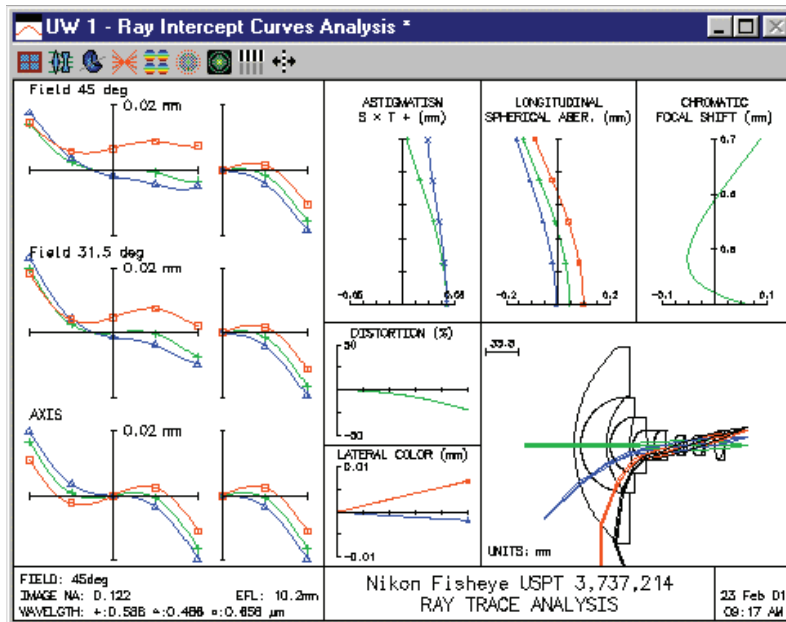 UW 1 - Ray Intercept Curves Analysis *
Field 45 deg
0.02 mm
Field 31.5 deg
0.02 mm
AXIS
0.02 mm
ASTIGMATISM
S × T + (mm)
-0.05
0.05
LONGITUDINAL
SPHERICAL ABER. (mm)
-0.2
0.2
CHROMATIC
FOCAL SHIFT (mm)
0.7
0.6
-0.1
0.1
DISTORTION (%)
50
-50
LATERAL COLOR (mm)
0.01
-0.01
UNITS: mm
FIELD: 45deg
IMAGE NA: 0.122 EFL: 10.2mm
WAVELGTH:
Nikon Fisheye USPT 3,737,214
RAY TRACE ANALYSIS
23 Feb 01
09:17 AM